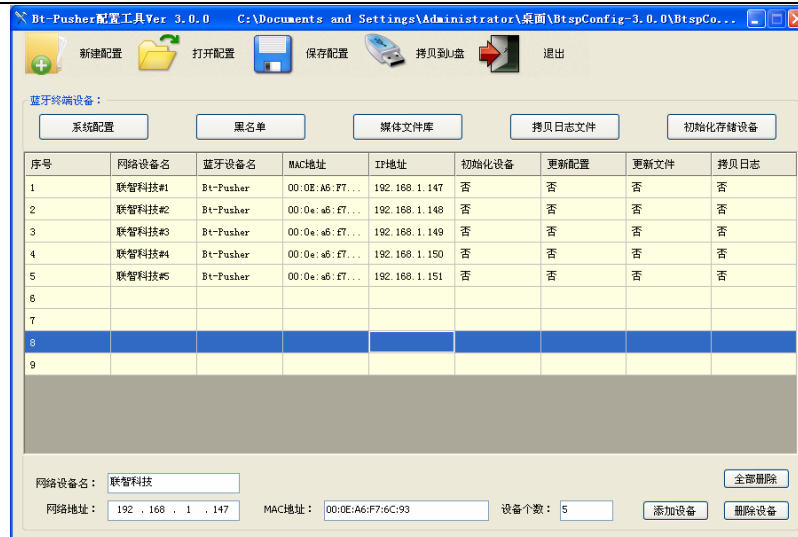 Bt-Pusher配置工具Ver 3.0.0 C:\Documents and Settings\Administrator\桌面\BtspConfig-3.0.0\BtspCo...
新建配置 打开配置 保存配置 拷贝到U盘 退出
蓝牙终端设备：
系统配置 黑名单 媒体文件库 拷贝日志文件 初始化存储设备
序号 网络设备名 蓝牙设备名 MAC地址 IP地址 初始化设备 更新配置 更新文件 拷贝日志
1 联智科技#1 Bt-Pusher 00:0E:A6:F7... 192.168.1.147 否 否 否 否
2 联智科技#2 Bt-Pusher 00:0e:a6:f7... 192.168.1.148 否 否 否 否
3 联智科技#3 Bt-Pusher 00:0e:a6:f7... 192.168.1.149 否 否 否 否
4 联智科技#4 Bt-Pusher 00:0e:a6:f7... 192.168.1.150 否 否 否 否
5 联智科技#5 Bt-Pusher 00:0e:a6:f7... 192.168.1.151 否 否 否 否
6
7
8
9
网络设备名： 联智科技 全部删除
网络地址： 192 . 168 . 1 . 147 MAC地址： 00:0E:A6:F7:6C:93 设备个数： 5 添加设备 删除设备